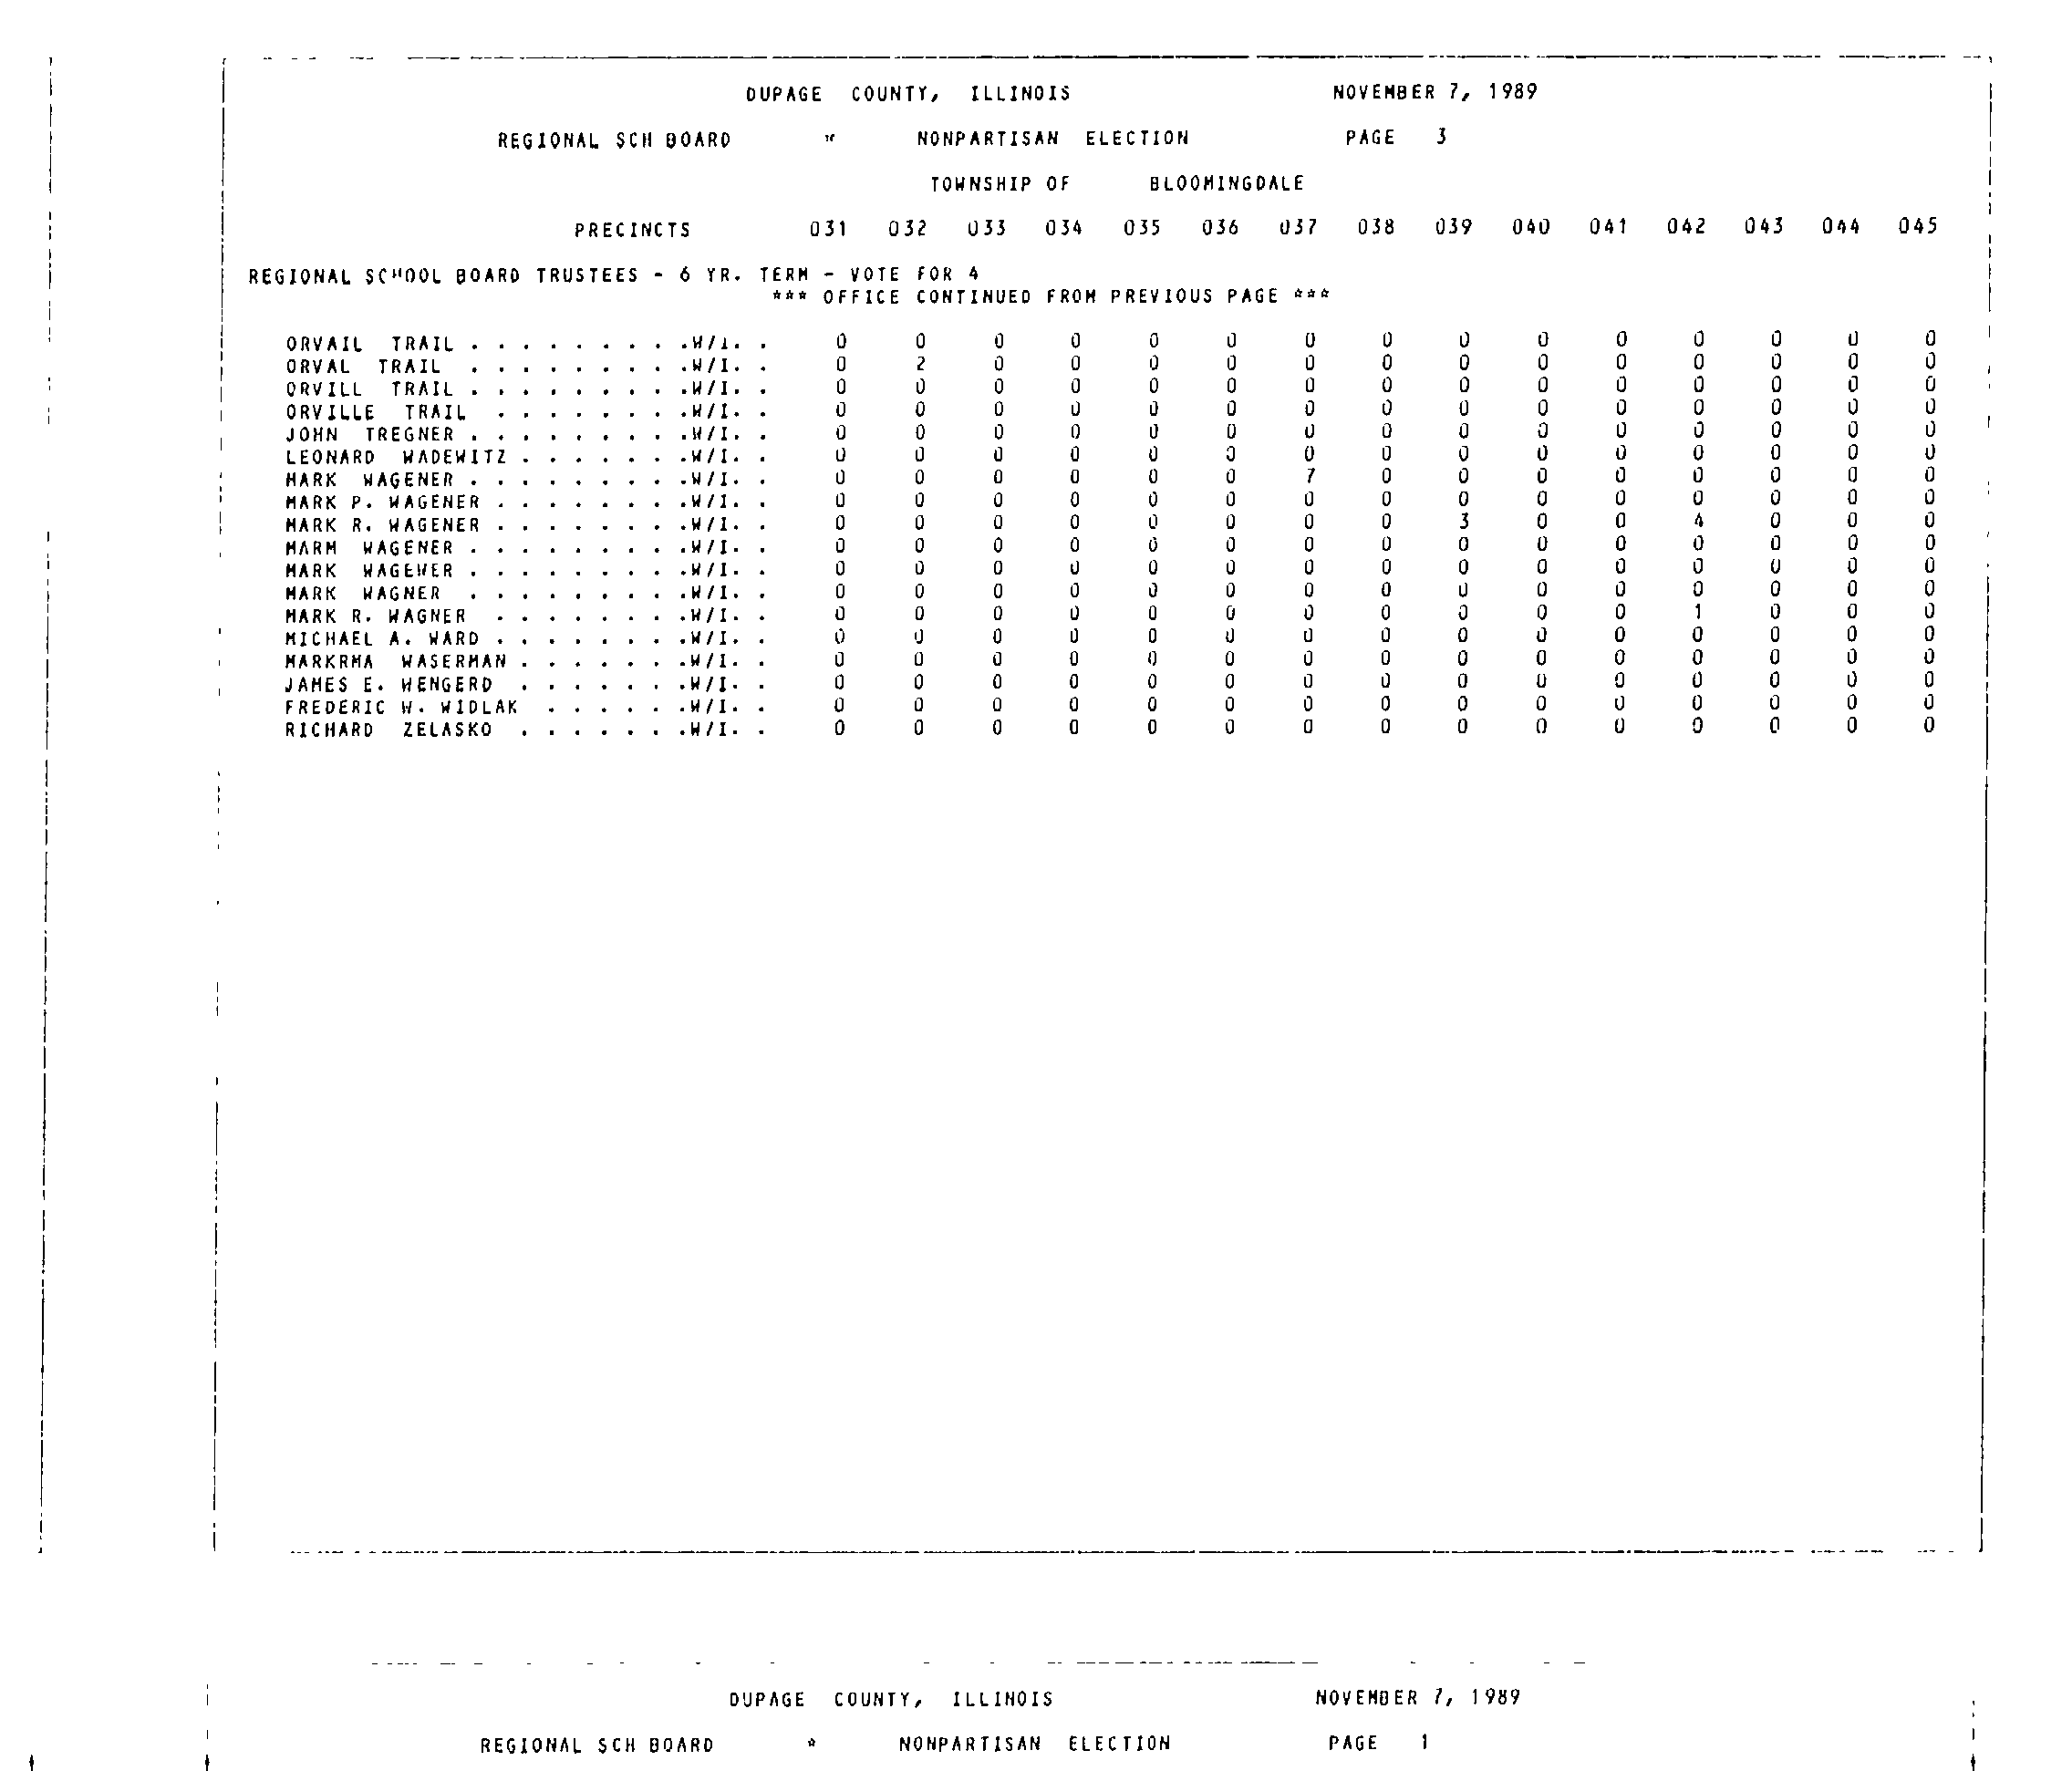 DUPAGE COUNTY, ILLINOIS NOVEMBER 7, 1989
REGIONAL SCH BOARD * NONPARTISAN ELECTION PAGE 3
TOWNSHIP OF BLOOMINGDALE
PRECINCTS 031 032 033 034 035 036 037 038 039 040 041 042 043 044 045
REGIONAL SCHOOL BOARD TRUSTEES - 6 YR. TERM - VOTE FOR 4
*** OFFICE CONTINUED FROM PREVIOUS PAGE ***
ORVAIL TRAIL . . . . . . . . .W/I. . 0 0 0 0 0 0 0 0 0 0 0 0 0 0 0
ORVAL TRAIL . . . . . . . . .W/I. . 0 2 0 0 0 0 0 0 0 0 0 0 0 0 0
ORVILL TRAIL . . . . . . . . .W/I. . 0 0 0 0 0 0 0 0 0 0 0 0 0 0 0
ORVILLE TRAIL . . . . . . . .W/I. . 0 0 0 0 0 0 0 0 0 0 0 0 0 0 0
JOHN TREGNER . . . . . . . . .W/I. . 0 0 0 0 0 0 0 0 0 0 0 0 0 0 0
LEONARD WADEWITZ . . . . . . .W/I. . 0 0 0 0 0 0 0 0 0 0 0 0 0 0 0
MARK WAGENER . . . . . . . . .W/I. . 0 0 0 0 0 0 7 0 0 0 0 0 0 0 0
MARK P. WAGENER . . . . . . . .W/I. . 0 0 0 0 0 0 0 0 0 0 0 0 0 0 0
MARK R. WAGENER . . . . . . . .W/I. . 0 0 0 0 0 0 0 0 3 0 0 4 0 0 0
MARM WAGENER . . . . . . . . .W/I. . 0 0 0 0 0 0 0 0 0 0 0 0 0 0 0
MARK WAGEWER . . . . . . . . .W/I. . 0 0 0 0 0 0 0 0 0 0 0 0 0 0 0
MARK WAGNER . . . . . . . . .W/I. . 0 0 0 0 0 0 0 0 0 0 0 0 0 0 0
MARK R. WAGNER . . . . . . . .W/I. . 0 0 0 0 0 0 0 0 0 0 0 1 0 0 0
MICHAEL A. WARD . . . . . . . .W/I. . 0 0 0 0 0 0 0 0 0 0 0 0 0 0 0
MARKRMA WASERMAN . . . . . . .W/I. . 0 0 0 0 0 0 0 0 0 0 0 0 0 0 0
JAMES E. WENGERD . . . . . . .W/I. . 0 0 0 0 0 0 0 0 0 0 0 0 0 0 0
FREDERIC W. WIDLAK . . . . . .W/I. . 0 0 0 0 0 0 0 0 0 0 0 0 0 0 0
RICHARD ZELASKO . . . . . . .W/I. . 0 0 0 0 0 0 0 0 0 0 0 0 0 0 0
DUPAGE COUNTY, ILLINOIS NOVEMBER 7, 1989
REGIONAL SCH BOARD * NONPARTISAN ELECTION PAGE 1